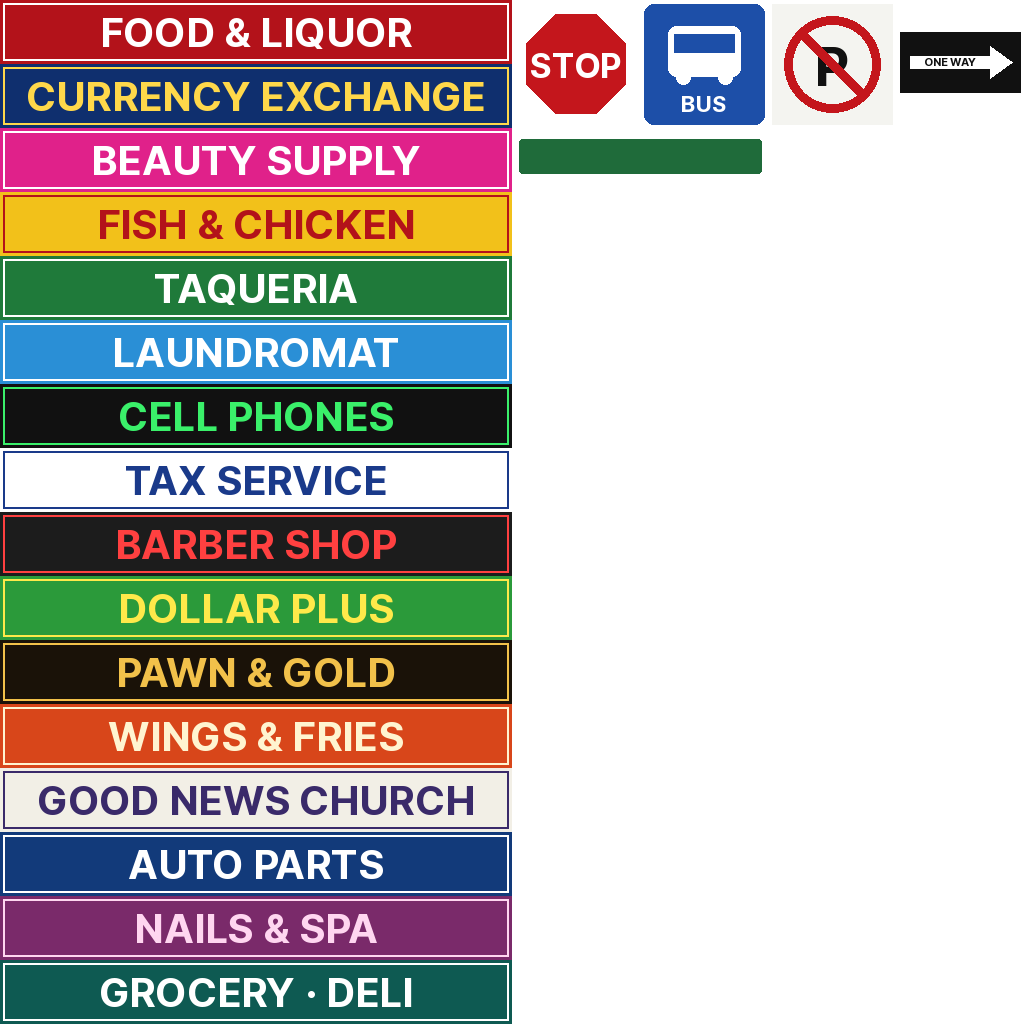 FOOD & LIQUOR
CURRENCY EXCHANGE
BEAUTY SUPPLY
FISH & CHICKEN
TAQUERIA
LAUNDROMAT
CELL PHONES
TAX SERVICE
BARBER SHOP
DOLLAR PLUS
PAWN & GOLD
WINGS & FRIES
GOOD NEWS CHURCH
AUTO PARTS
NAILS & SPA
GROCERY · DELI
STOP
BUS
P
ONE WAY